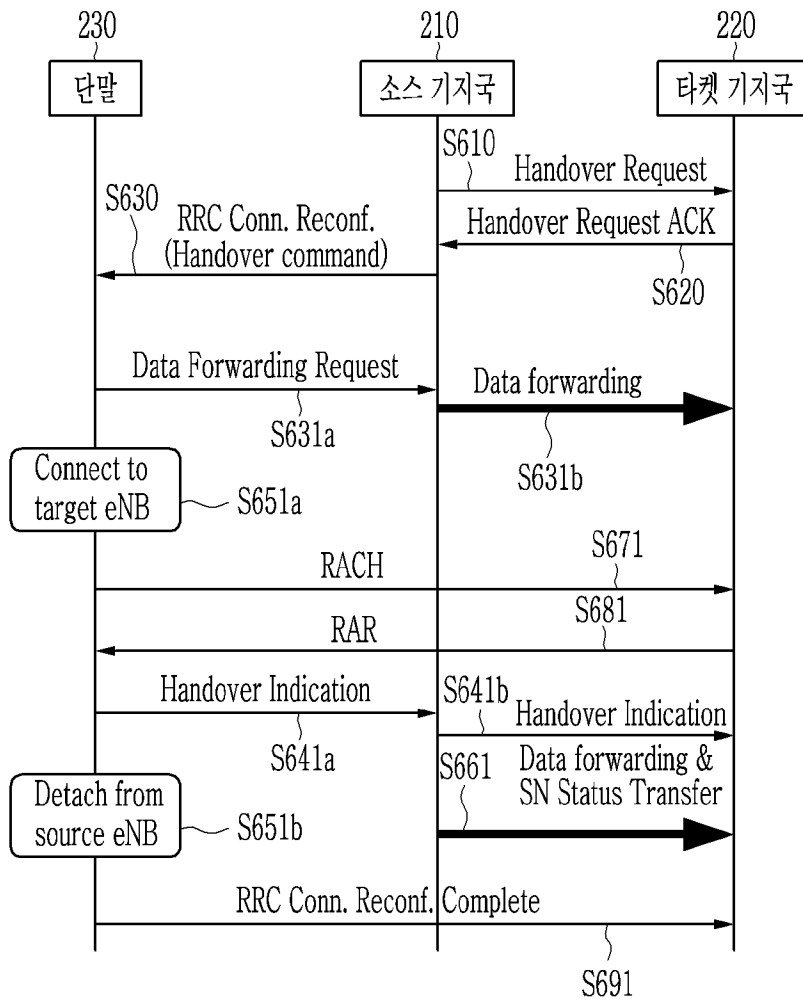 230
210
220
단말
소스 기지국
타켓 기지국
S610
Handover Request
S630
RRC Conn. Reconf.
(Handover command)
Handover Request ACK
S620
Data Forwarding Request
S631a
Data forwarding
S631b
Connect to
target eNB
S651a
S671
RACH
S681
RAR
Handover Indication
S641a
S641b
Handover Indication
Data forwarding &
SN Status Transfer
S661
Detach from
source eNB
S651b
RRC Conn. Reconf. Complete
S691